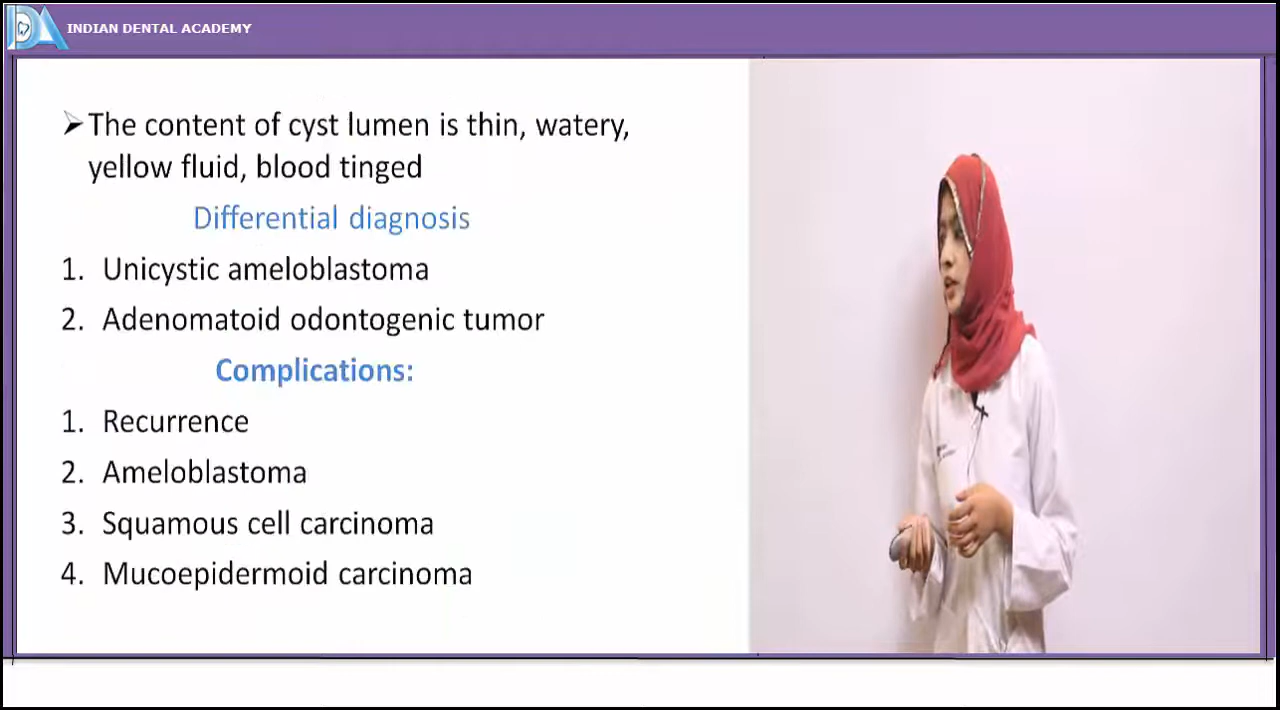 INDIAN DENTAL ACADEMY
➢The content of cyst lumen is thin, watery,
yellow fluid, blood tinged
Differential diagnosis
1. Unicystic ameloblastoma
2. Adenomatoid odontogenic tumor
Complications:
1. Recurrence
2. Ameloblastoma
3. Squamous cell carcinoma
4. Mucoepidermoid carcinoma